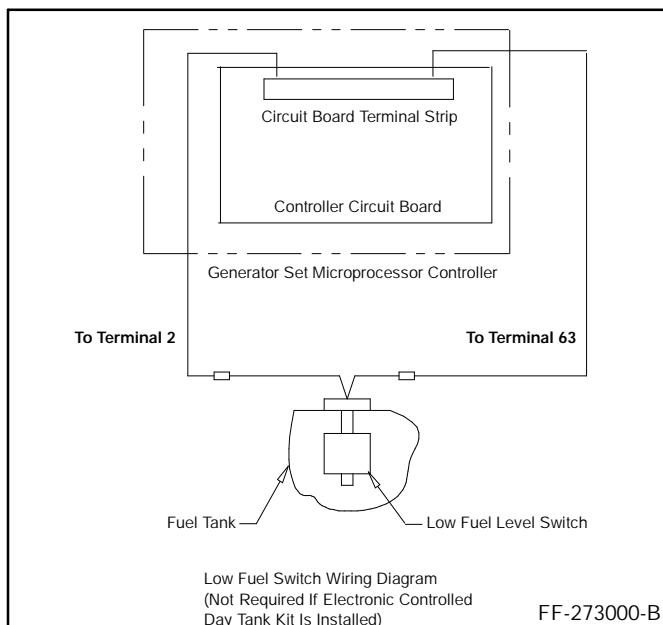 Circuit Board Terminal Strip
Controller Circuit Board
Generator Set Microprocessor Controller
To Terminal 2
To Terminal 63
Fuel Tank
Low Fuel Level Switch
Low Fuel Switch Wiring Diagram
(Not Required If Electronic Controlled
Day Tank Kit Is Installed)
FF-273000-B